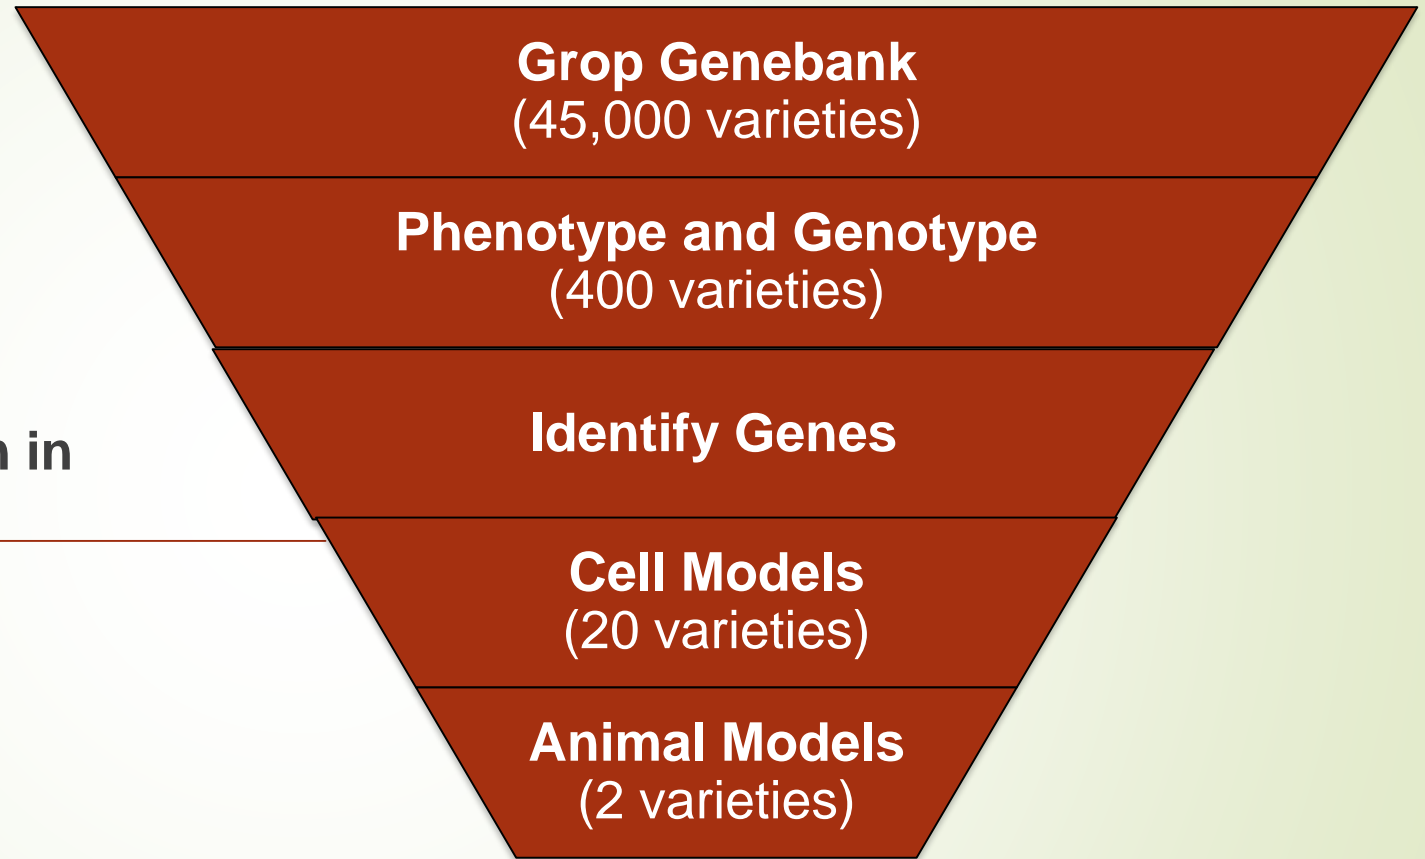 Grop Genebank
(45,000 varieties)
Phenotype and Genotype
(400 varieties)
Identify Genes
in
Cell Models
(20 varieties)
Animal Models
(2 varieties)